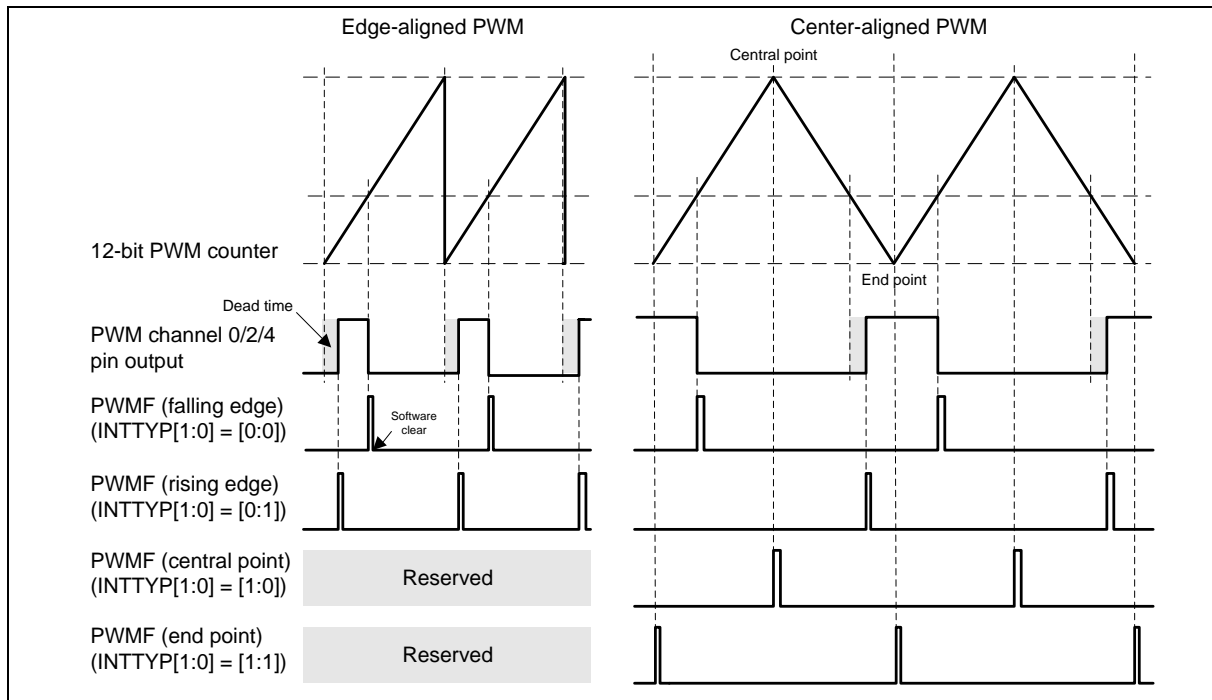 Edge-aligned PWM
Center-aligned PWM
Central point
12-bit PWM counter
End point
Dead time
PWM channel 0/2/4
pin output
PWMF (falling edge)
(INTTYP[1:0] = [0:0])
Software
clear
PWMF (rising edge)
(INTTYP[1:0] = [0:1])
PWMF (central point)
(INTTYP[1:0] = [1:0])
Reserved
PWMF (end point)
(INTTYP[1:0] = [1:1])
Reserved